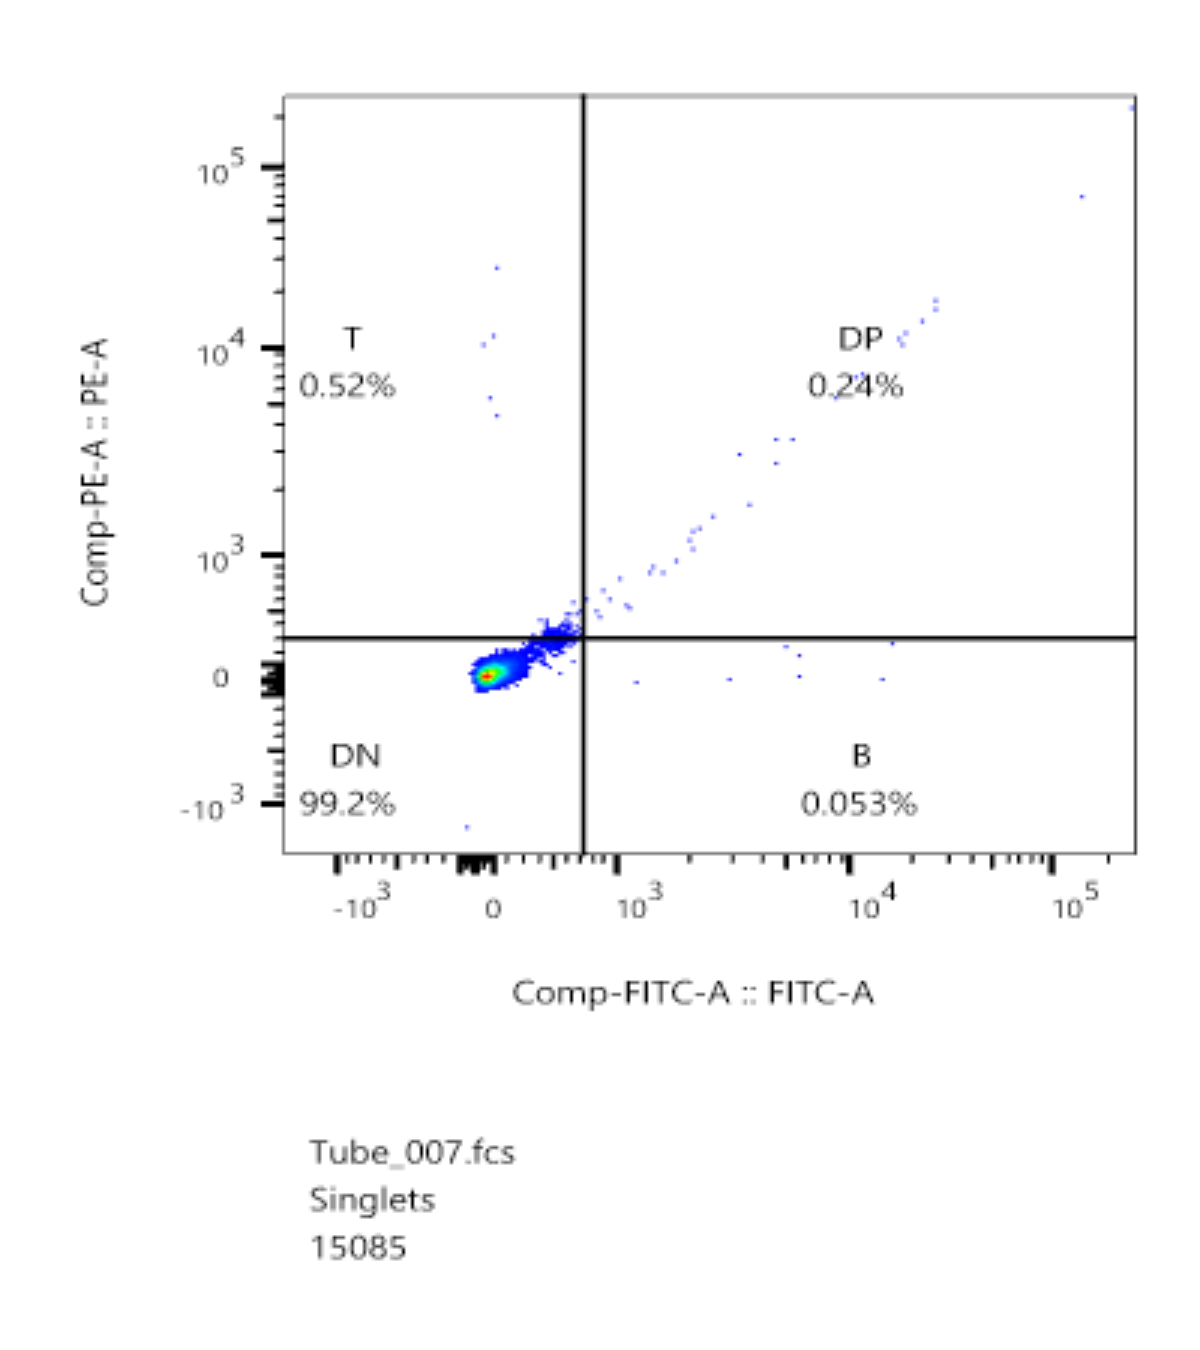 10^5
10^4
10^3
0
-10^3
Comp-PE-A :: PE-A
T
0.52%
DP
0.24%
DN
99.2%
B
0.053%
-10^3 0 10^3 10^4 10^5
Comp-FITC-A :: FITC-A
Tube_007.fcs
Singlets
15085